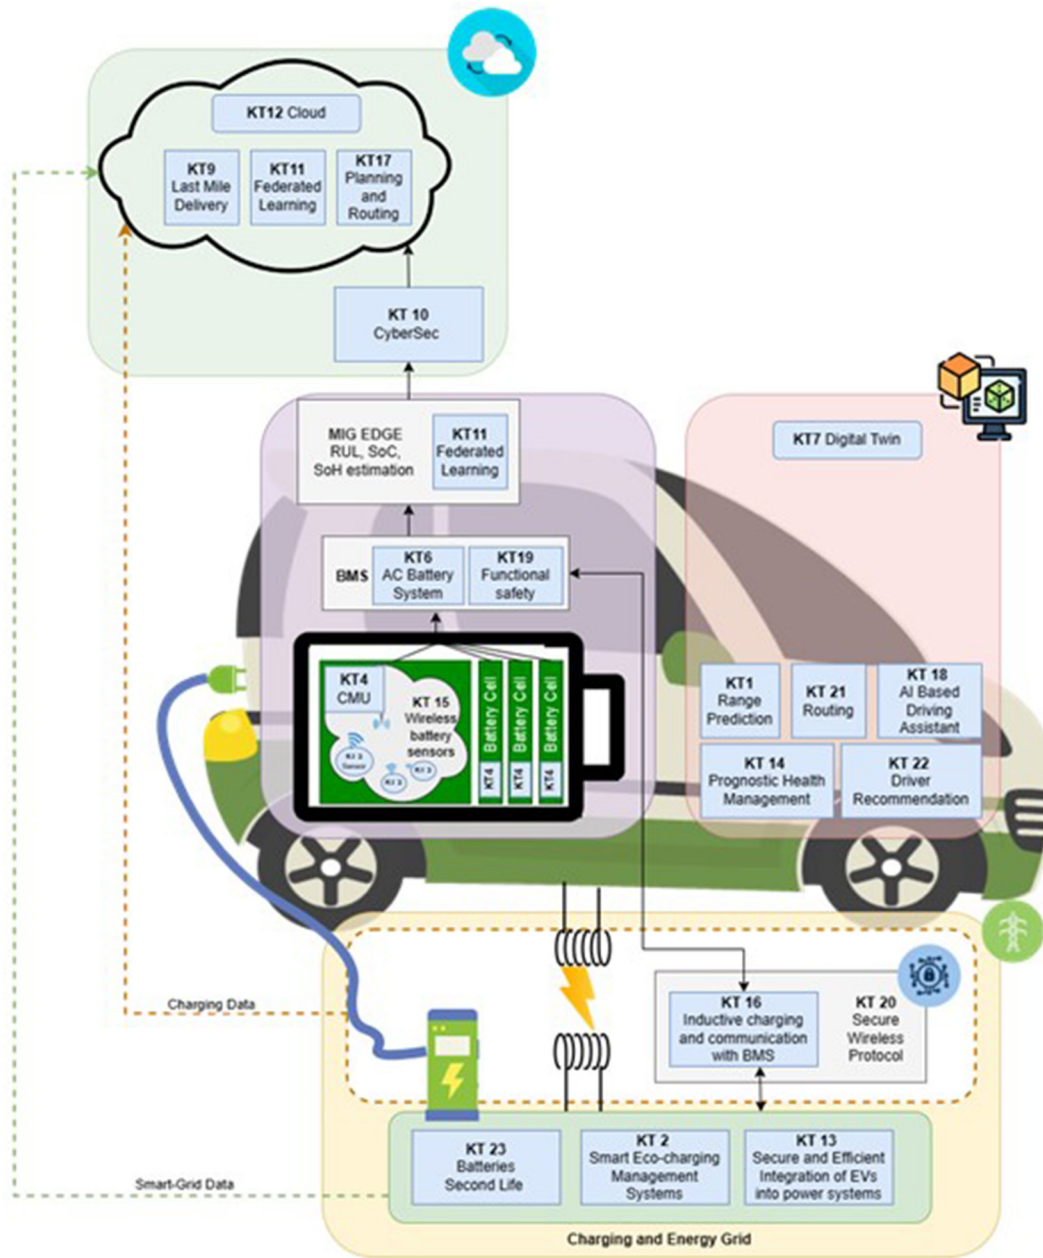 KT12 Cloud
KT9
Last Mile
Delivery
KT11
Federated
Learning
KT17
Planning
and
Routing
KT 10
CyberSec
MIG EDGE
RUL, SoC,
SoH estimation
KT11
Federated
Learning
KT7 Digital Twin
BMS
KT6
AC Battery
System
KT19
Functional
safety
KT4
CMU
KT 15
Wireless
battery
sensors
Sensor
Battery Cell
KT4
Battery Cell
KT4
Battery Cell
KT4
KT1
Range
Prediction
KT 21
Routing
KT 18
AI Based
Driving
Assistant
KT 14
Prognostic Health
Management
KT 22
Driver
Recommendation
Charging Data
KT 16
Inductive charging
and communication
with BMS
KT 20
Secure
Wireless
Protocol
KT 23
Batteries
Second Life
KT 2
Smart Eco-charging
Management
Systems
KT 13
Secure and Efficient
Integration of EVs
into power systems
Smart-Grid Data
Charging and Energy Grid